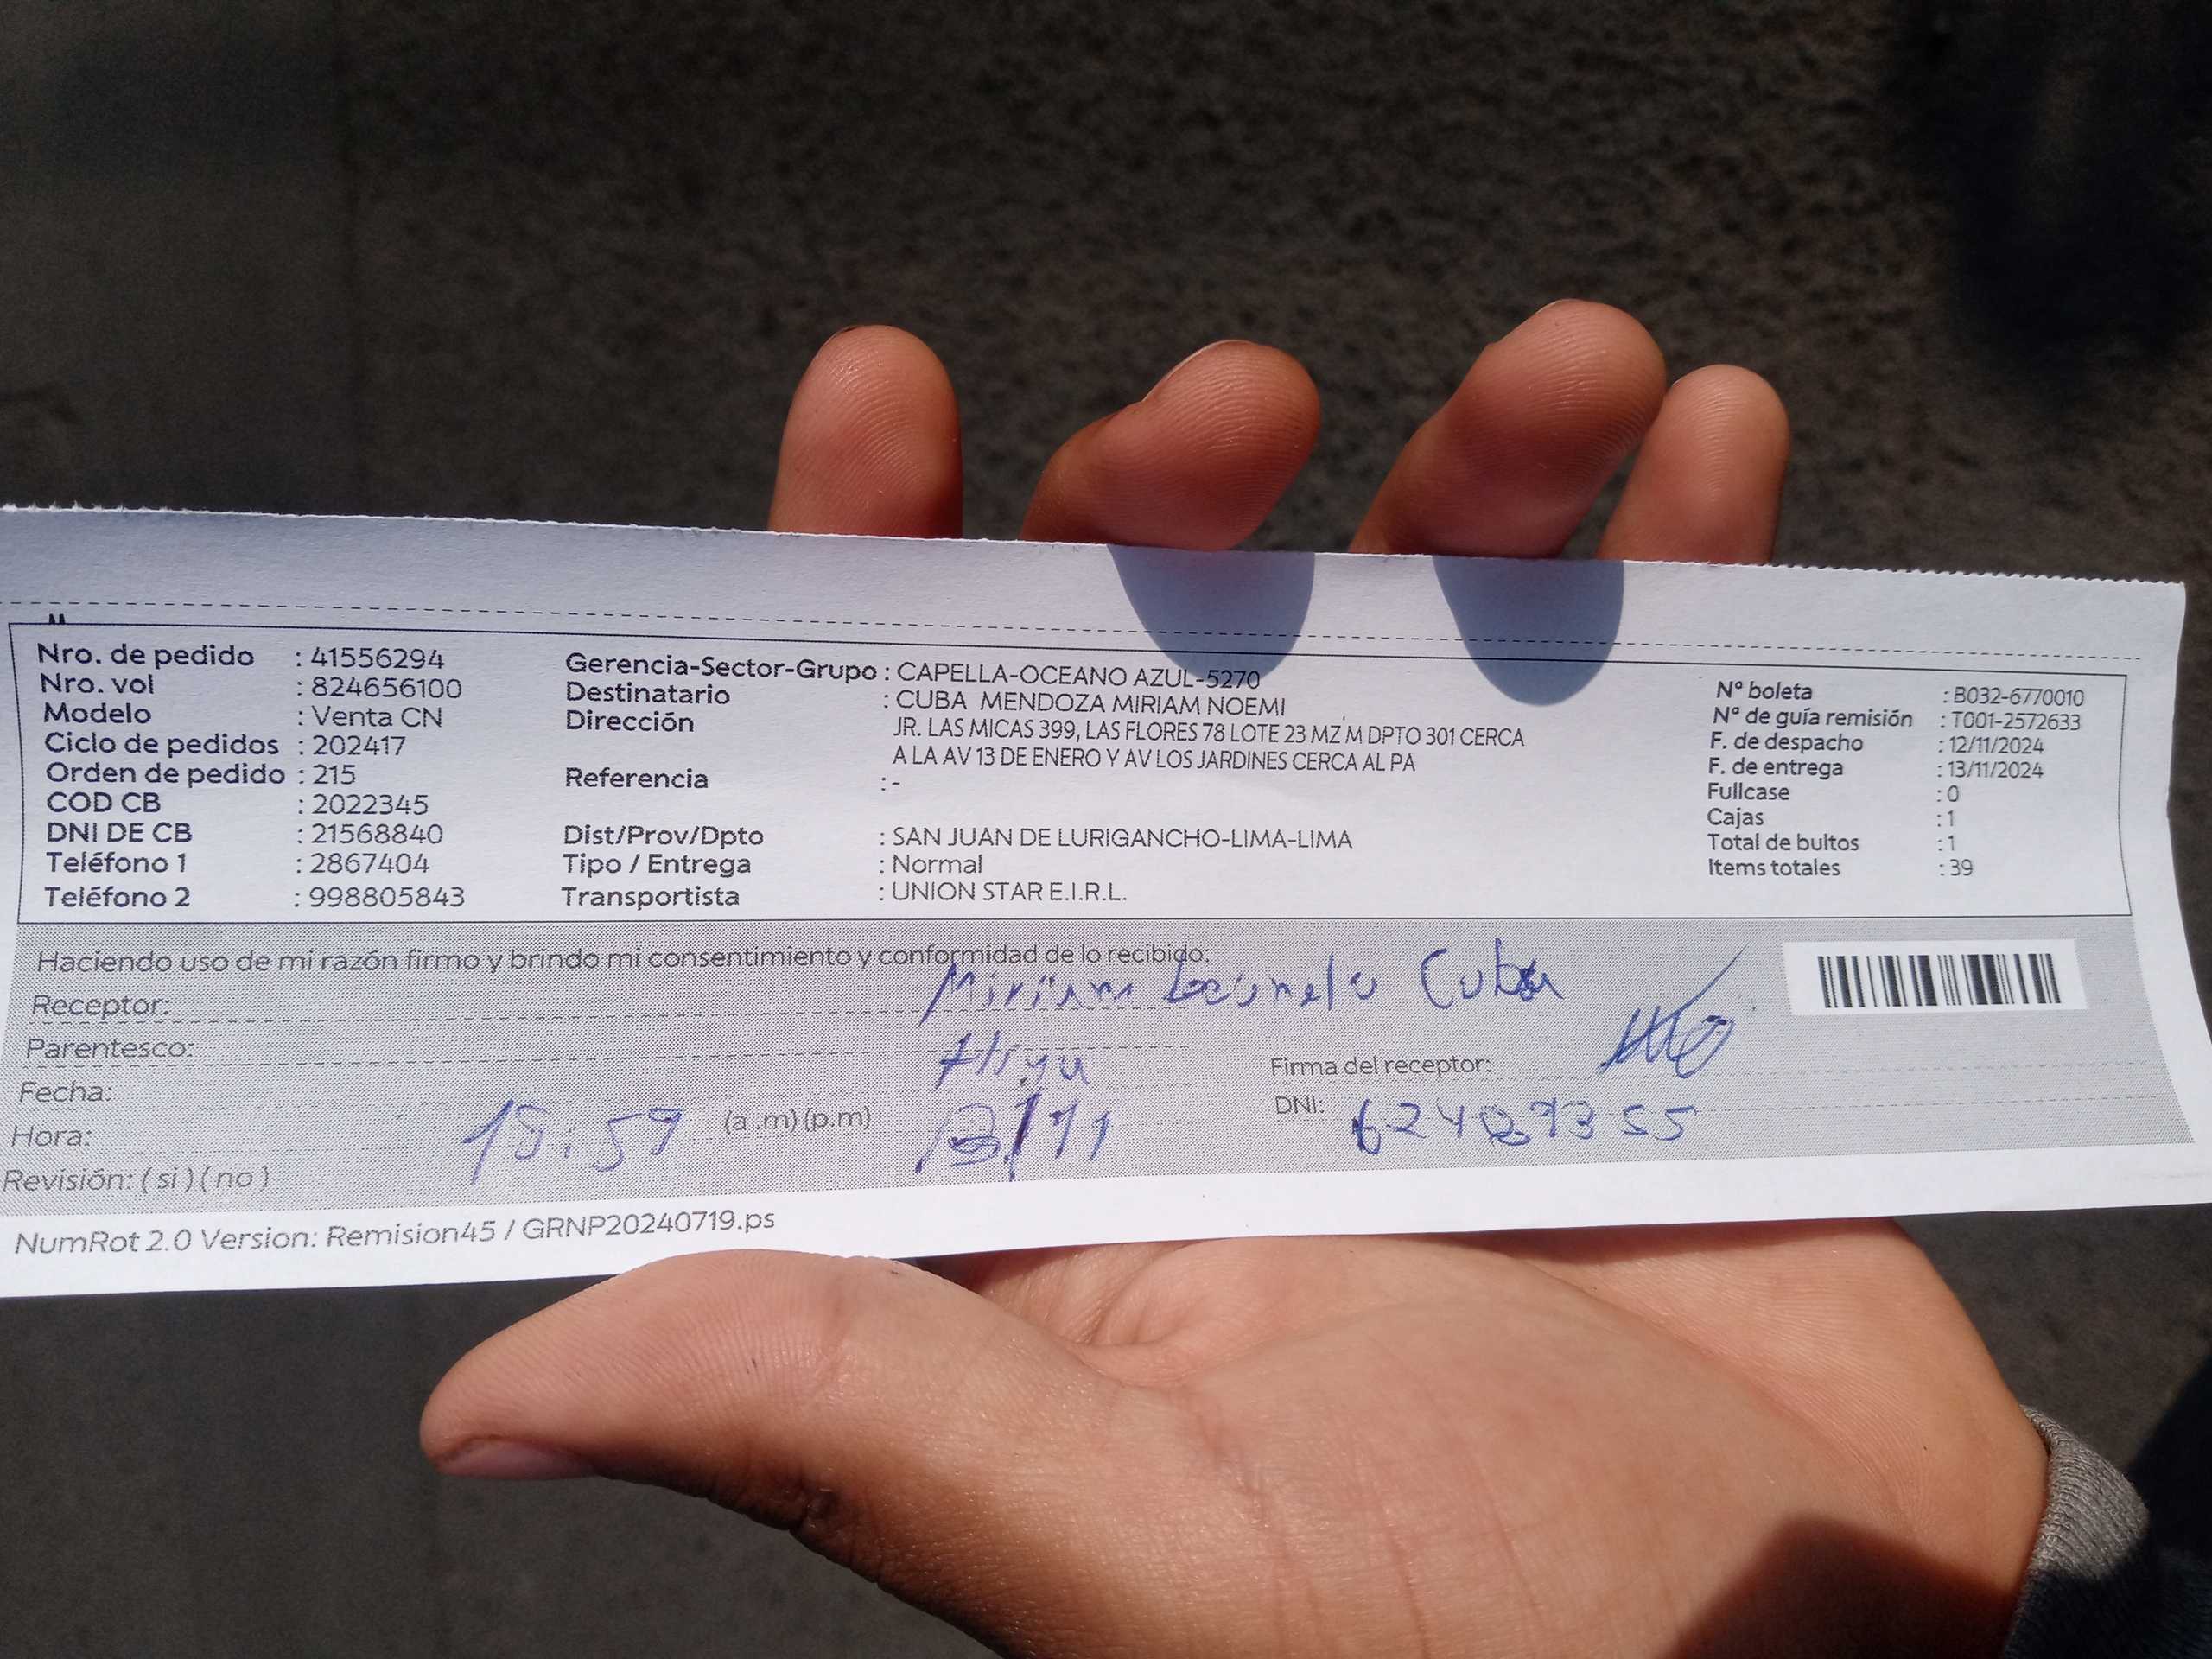 Nro. de pedido : 41556294
Nro. vol : 824656100
Modelo : Venta CN
Ciclo de pedidos : 202417
Orden de pedido : 215
COD CB : 2022345
DNI DE CB : 21568840
Teléfono 1 : 2867404
Teléfono 2 : 998805843
Gerencia-Sector-Grupo : CAPELLA-OCEANO AZUL-5270
Destinatario : CUBA MENDOZA MIRIAM NOEMI
Dirección JR. LAS MICAS 399, LAS FLORES 78 LOTE 23 MZ M DPTO 301 CERCA
A LA AV 13 DE ENERO Y AV LOS JARDINES CERCA AL PA
Referencia : -
Dist/Prov/Dpto : SAN JUAN DE LURIGANCHO-LIMA-LIMA
Tipo / Entrega : Normal
Transportista : UNION STAR E.I.R.L.
Nº boleta : B032-6770010
Nº de guía remisión : T001-2572633
F. de despacho : 12/11/2024
F. de entrega : 13/11/2024
Fullcase : 0
Cajas : 1
Total de bultos : 1
Items totales : 39
Haciendo uso de mi razón firmo y brindo mi consentimiento y conformidad de lo recibido:
Receptor: Miriam Cuba
Parentesco:
Firma del receptor:
Fecha:
DNI:
Hora: (a .m) (p.m)
Revisión: ( si ) ( no )
NumRot 2.0 Version: Remision45 / GRNP20240719.ps